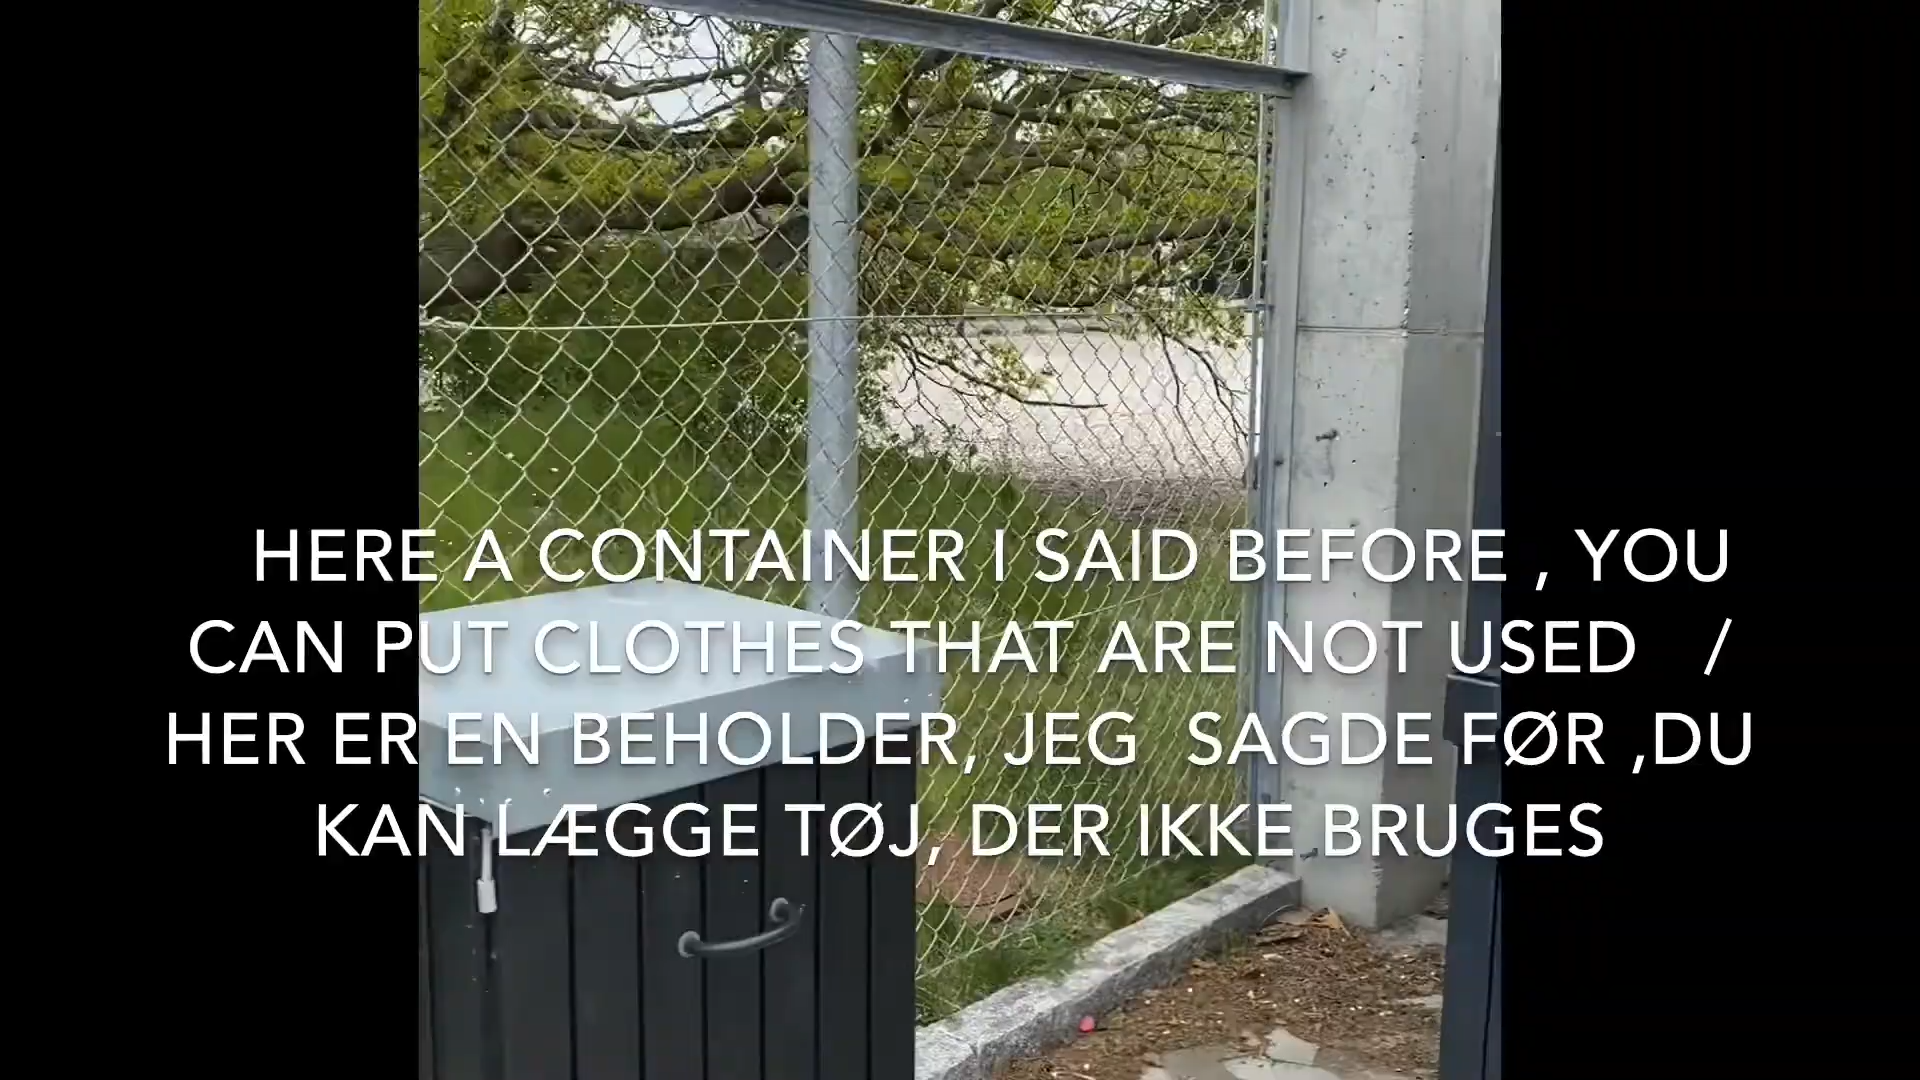 HERE A CONTAINER I SAID BEFORE , YOU
CAN PUT CLOTHES THAT ARE NOT USED /
HER ER EN BEHOLDER, JEG SAGDE FØR ,DU
KAN LÆGGE TØJ, DER IKKE BRUGES